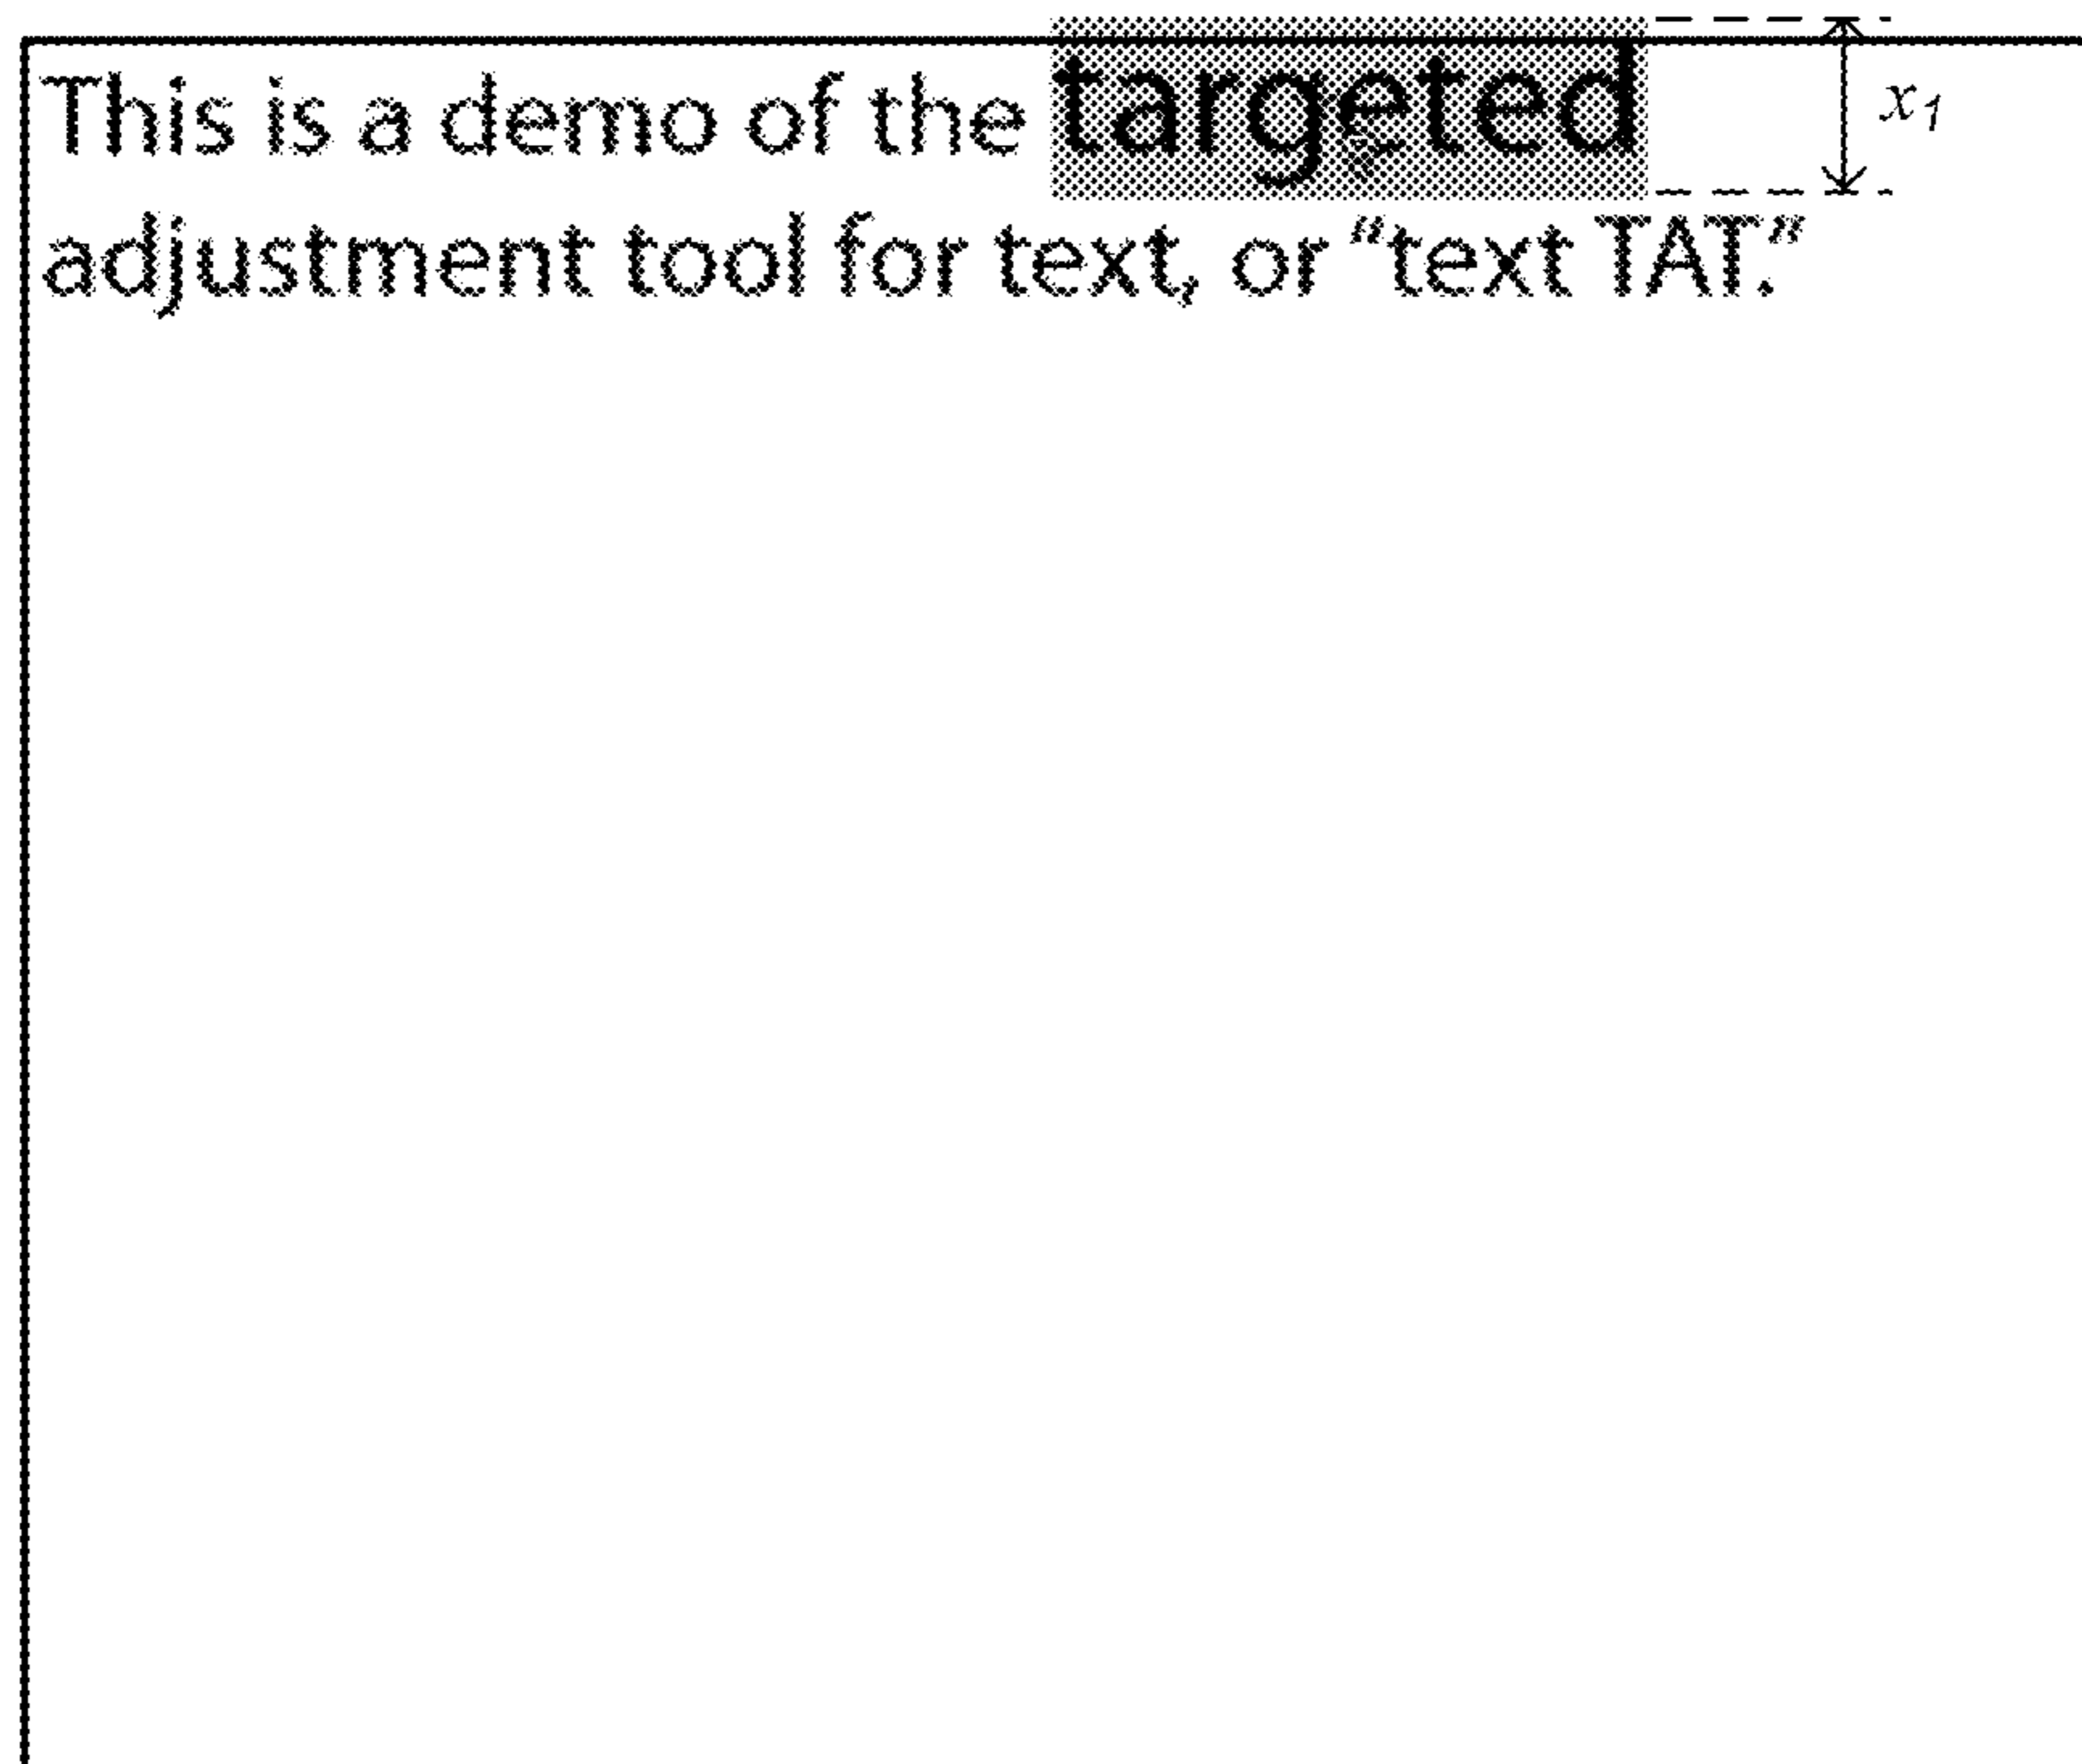 This is a demo of the targeted
x₁
adjustment tool for text, or “text TAT.”